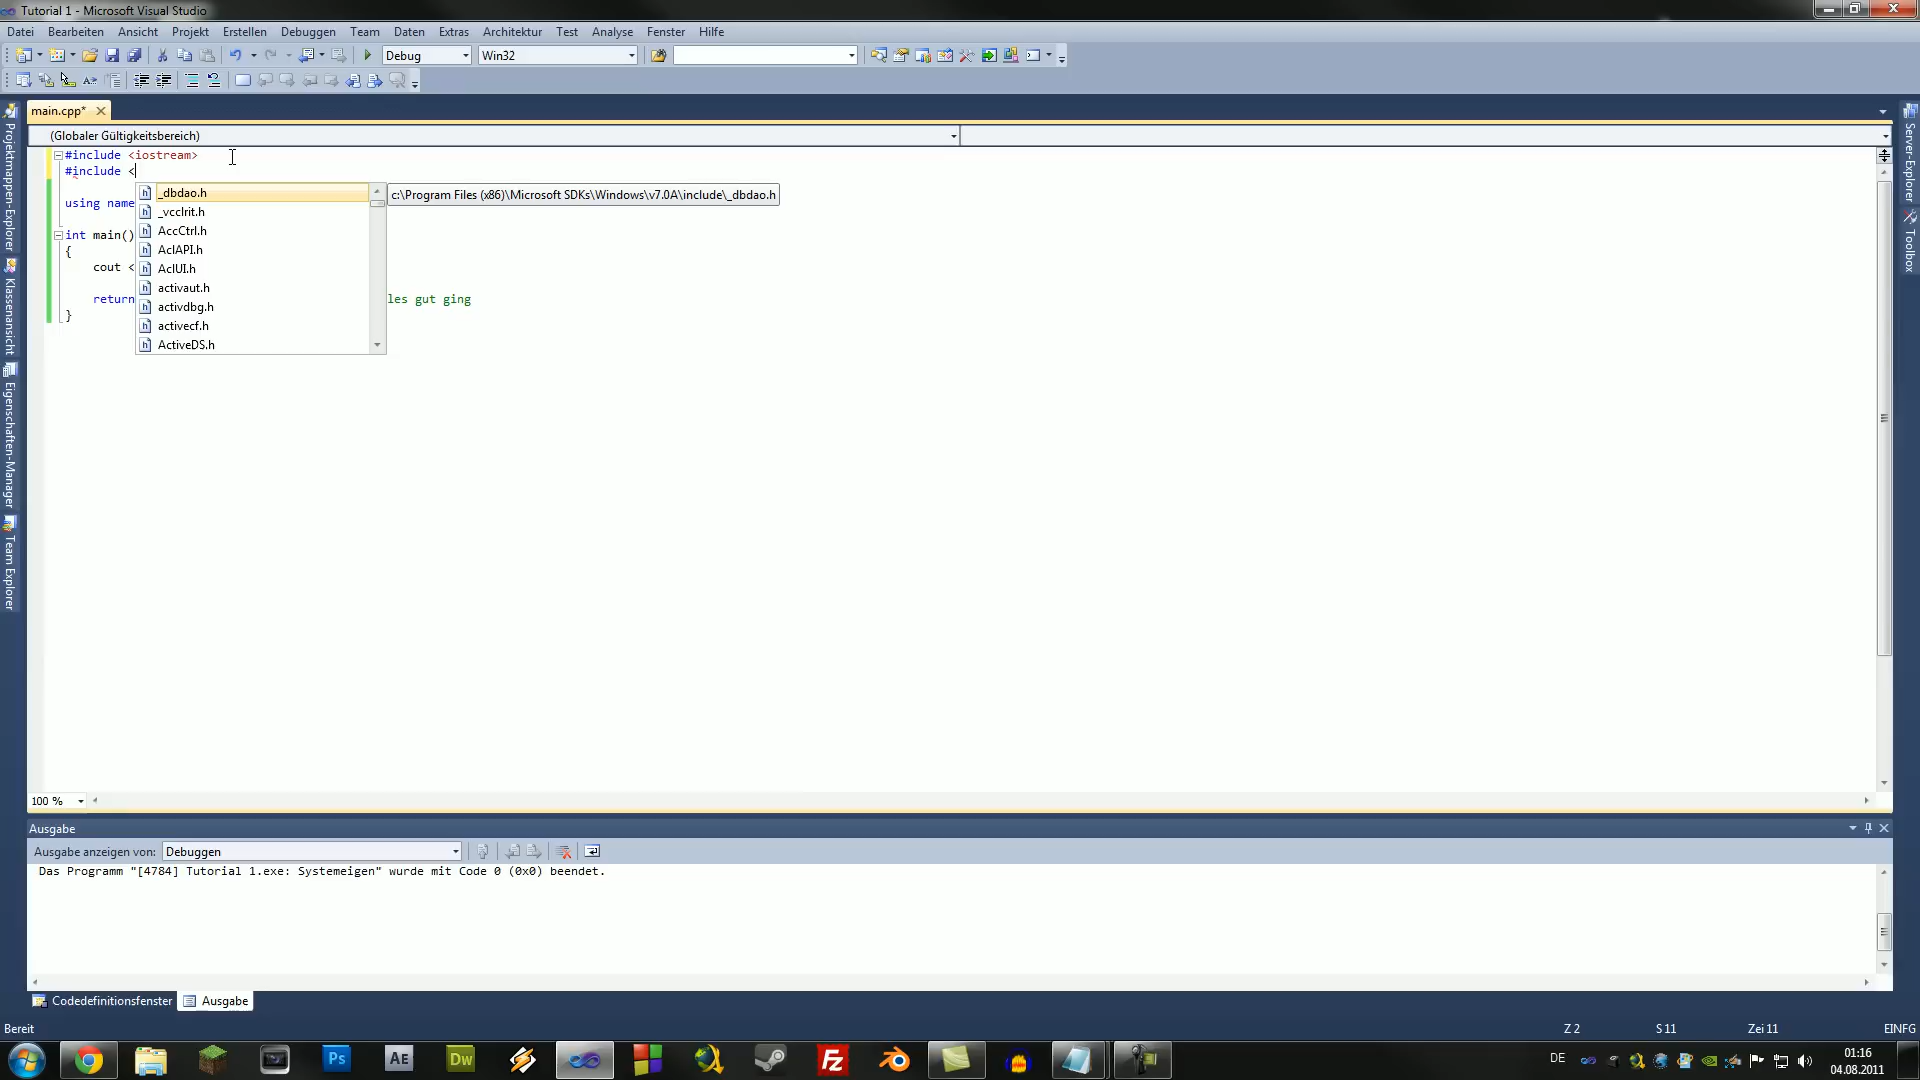 Tutorial 1 - Microsoft Visual Studio
Datei Bearbeiten Ansicht Projekt Erstellen Debuggen Team Daten Extras Architektur Test Analyse Fenster Hilfe
Debug Win32
main.cpp*
(Globaler Gültigkeitsbereich)
#include <iostream>
#include <
_dbdao.h
c:\Program Files (x86)\Microsoft SDKs\Windows\v7.0A\include\_dbdao.h
using name
_vcclrit.h
AccCtrl.h
int main()
AclAPI.h
{
cout <
AclUI.h
activaut.h
return
les gut ging
activdbg.h
}
activecf.h
ActiveDS.h
Projektmappen-Explorer
Klassenansicht
Eigenschaften-Manager
Team Explorer
Server-Explorer
Toolbox
100 %
Ausgabe
Ausgabe anzeigen von: Debuggen
Das Programm "[4784] Tutorial 1.exe: Systemeigen" wurde mit Code 0 (0x0) beendet.
Codedefinitionsfenster Ausgabe
Bereit Z 2 S 11 Zei 11 EINFG
Ps AE Dw FZ DE 01:16
04.08.2011